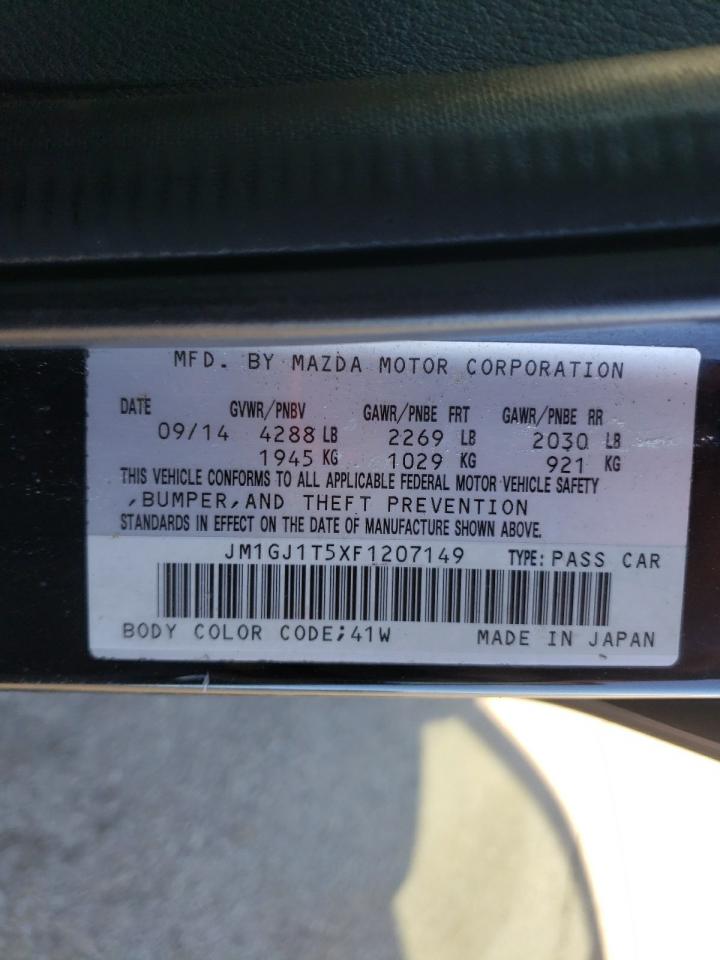 MFD. BY MAZDA MOTOR CORPORATION
DATE GVWR/PNBV GAWR/PNBE FRT GAWR/PNBE RR
09/14 4288 LB 2269 LB 2030 LB
1945 KG 1029 KG 921 KG
THIS VEHICLE CONFORMS TO ALL APPLICABLE FEDERAL MOTOR VEHICLE SAFETY
,BUMPER,AND THEFT PREVENTION
STANDARDS IN EFFECT ON THE DATE OF MANUFACTURE SHOWN ABOVE.
JM1GJ1T5XF1207149 TYPE: PASS CAR
BODY COLOR CODE;41W MADE IN JAPAN